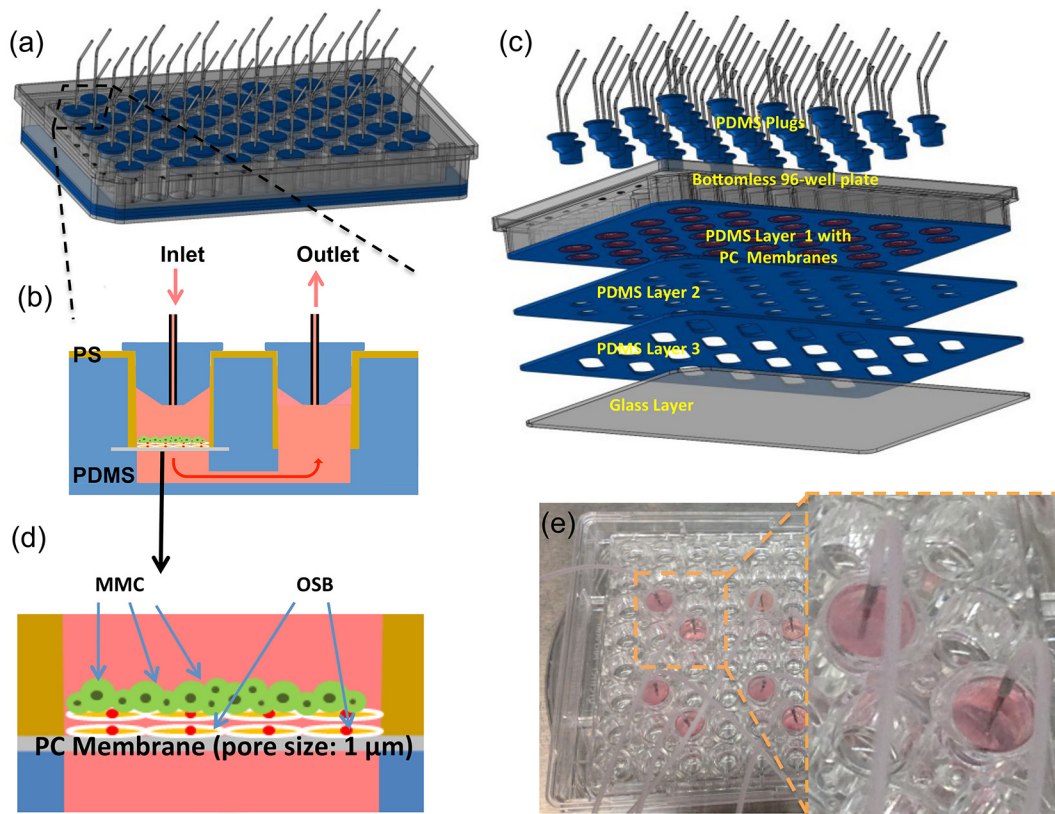 (a)
(c)
PDMS Plugs
Bottomless 96-well plate
PDMS Layer 1 with
PC Membranes
PDMS Layer 2
PDMS Layer 3
Glass Layer
Inlet
Outlet
(b)
PS
PDMS
(d)
MMC
OSB
PC Membrane (pore size: 1 µm)
(e)